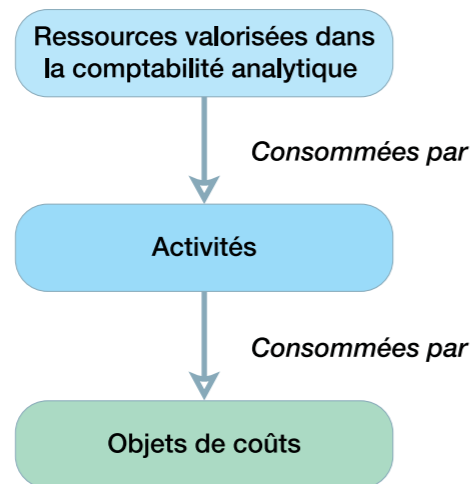 Ressources valorisées dans
la comptabilité analytique
Consommées par
Activités
Consommées par
Objets de coûts